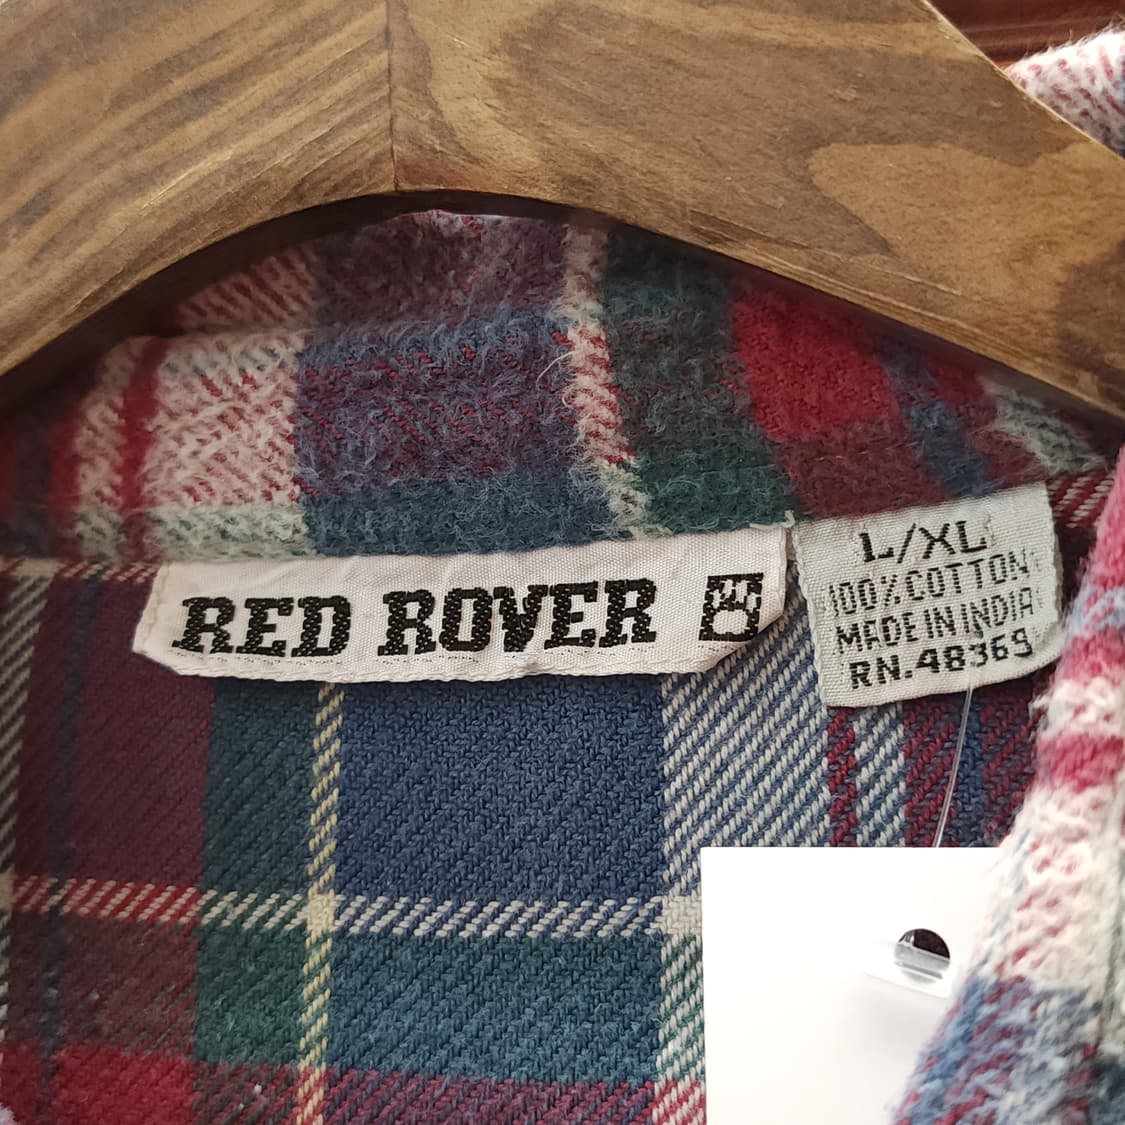 RED ROVER
L/XL
100% COTTON
MADE IN INDIA
RN.48369